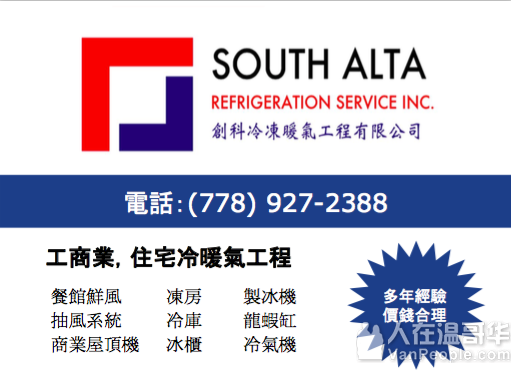 SOUTH ALTA
REFRIGERATION SERVICE INC.
創科冷凍暖氣工程有限公司
電話：(778) 927-2388
工商業，住宅冷暖氣工程
餐館鮮風 凍房 製冰機
抽風系統 冷庫 龍蝦缸
商業屋頂機 冰櫃 冷氣機
多年經驗
價錢合理
人在温哥华
VanPeople.com